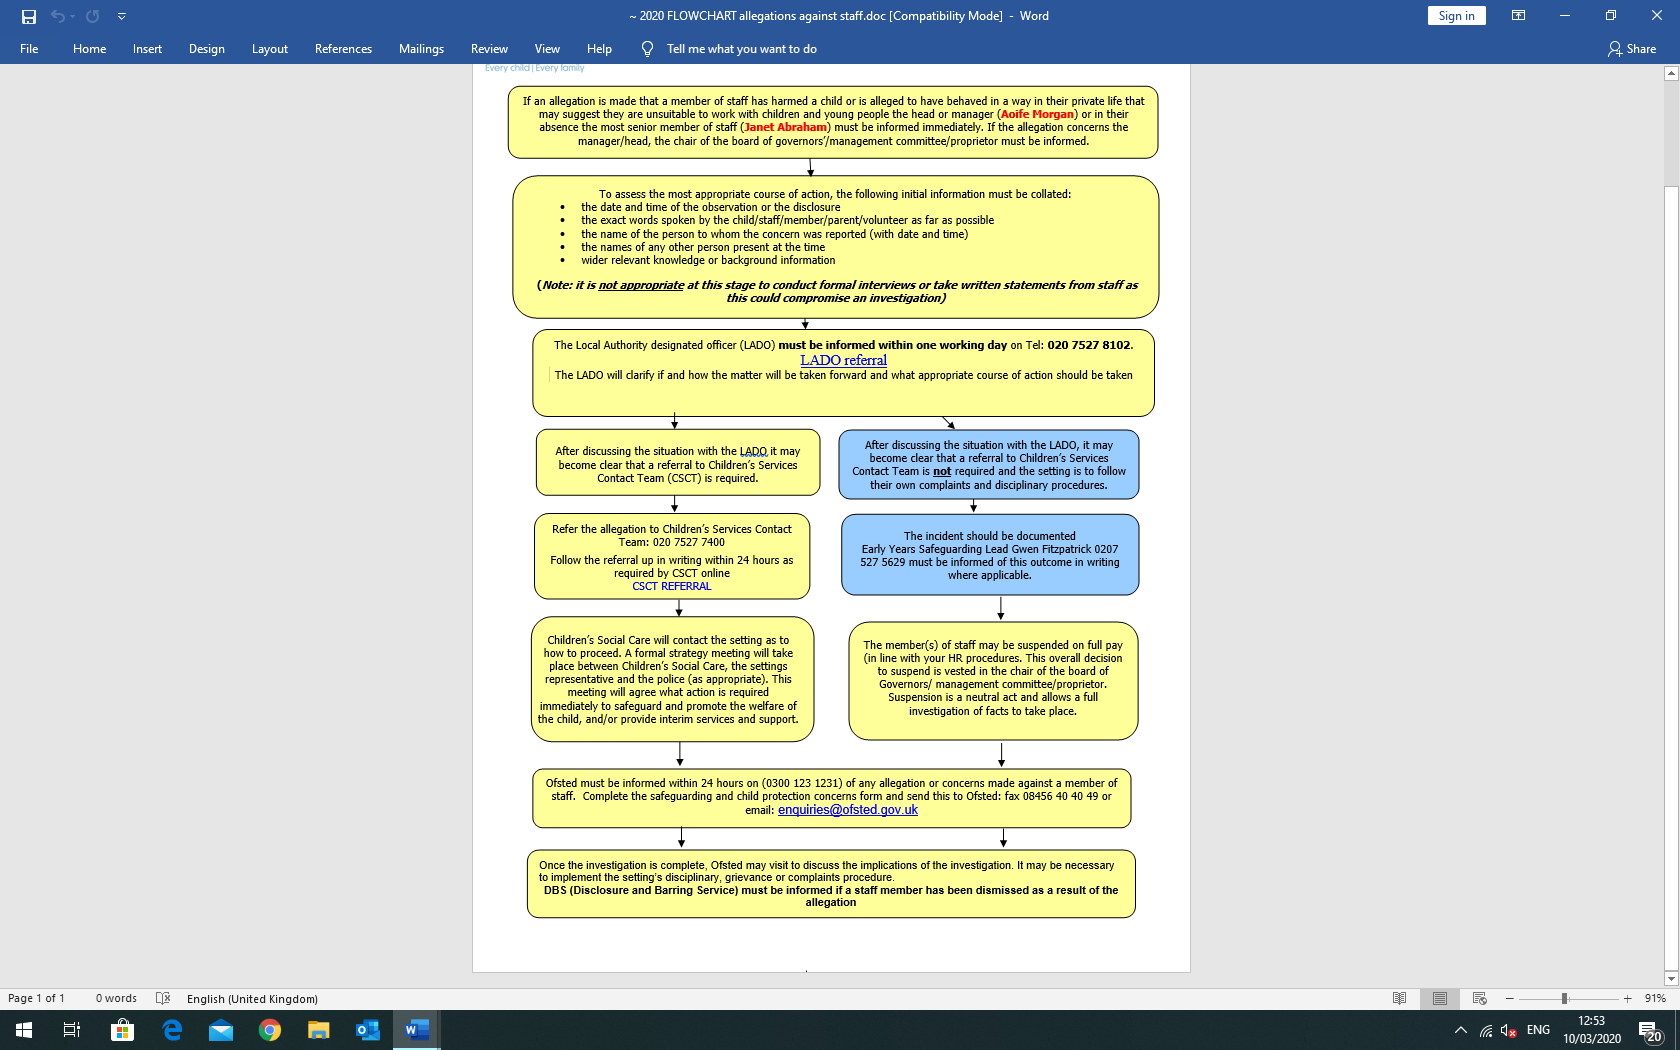 ~ 2020 FLOWCHART allegations against staff.doc [Compatibility Mode] - Word
Sign in
File Home Insert Design Layout References Mailings Review View Help Tell me what you want to do Share
Every child | Every family
If an allegation is made that a member of staff has harmed a child or is alleged to have behaved in a way in their private life that
may suggest they are unsuitable to work with children and young people the head or manager (Aoife Morgan) or in their
absence the most senior member of staff (Janet Abraham) must be informed immediately. If the allegation concerns the
manager/head, the chair of the board of governors'/management committee/proprietor must be informed.
To assess the most appropriate course of action, the following initial information must be collated:
• the date and time of the observation or the disclosure
• the exact words spoken by the child/staff/member/parent/volunteer as far as possible
• the name of the person to whom the concern was reported (with date and time)
• the names of any other person present at the time
• wider relevant knowledge or background information
(Note: it is not appropriate at this stage to conduct formal interviews or take written statements from staff as
this could compromise an investigation)
The Local Authority designated officer (LADO) must be informed within one working day on Tel: 020 7527 8102.
LADO referral
The LADO will clarify if and how the matter will be taken forward and what appropriate course of action should be taken
After discussing the situation with the LADO it may
become clear that a referral to Children's Services
Contact Team (CSCT) is required.
After discussing the situation with the LADO, it may
become clear that a referral to Children's Services
Contact Team is not required and the setting is to follow
their own complaints and disciplinary procedures.
Refer the allegation to Children's Services Contact
Team: 020 7527 7400
Follow the referral up in writing within 24 hours as
required by CSCT online
CSCT REFERRAL
The incident should be documented
Early Years Safeguarding Lead Gwen Fitzpatrick 0207
527 5629 must be informed of this outcome in writing
where applicable.
Children's Social Care will contact the setting as to
how to proceed. A formal strategy meeting will take
place between Children's Social Care, the settings
representative and the police (as appropriate). This
meeting will agree what action is required
immediately to safeguard and promote the welfare of
the child, and/or provide interim services and support.
The member(s) of staff may be suspended on full pay
(in line with your HR procedures. This overall decision
to suspend is vested in the chair of the board of
Governors/ management committee/proprietor.
Suspension is a neutral act and allows a full
investigation of facts to take place.
Ofsted must be informed within 24 hours on (0300 123 1231) of any allegation or concerns made against a member of
staff. Complete the safeguarding and child protection concerns form and send this to Ofsted: fax 08456 40 40 49 or
email: enquiries@ofsted.gov.uk
Once the investigation is complete, Ofsted may visit to discuss the implications of the investigation. It may be necessary
to implement the setting's disciplinary, grievance or complaints procedure.
DBS (Disclosure and Barring Service) must be informed if a staff member has been dismissed as a result of the
allegation
Page 1 of 1 0 words English (United Kingdom) 91%
ENG
12:53
10/03/2020
20